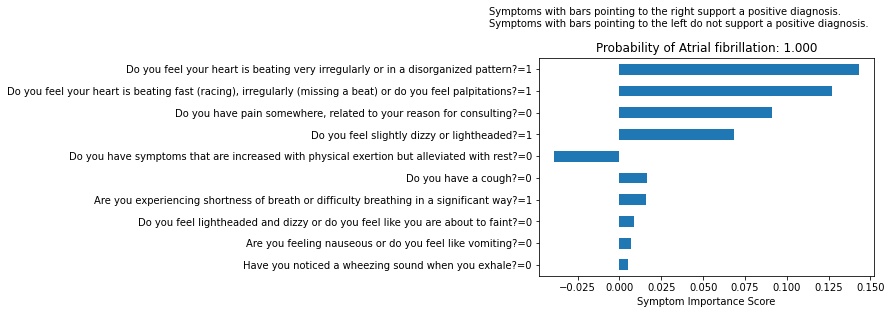 Symptoms with bars pointing to the right support a positive diagnosis.
Symptoms with bars pointing to the left do not support a positive diagnosis.
Probability of Atrial fibrillation: 1.000
Do you feel your heart is beating very irregularly or in a disorganized pattern?=1
Do you feel your heart is beating fast (racing), irregularly (missing a beat) or do you feel palpitations?=1
Do you have pain somewhere, related to your reason for consulting?=0
Do you feel slightly dizzy or lightheaded?=1
Do you have symptoms that are increased with physical exertion but alleviated with rest?=0
Do you have a cough?=0
Are you experiencing shortness of breath or difficulty breathing in a significant way?=1
Do you feel lightheaded and dizzy or do you feel like you are about to faint?=0
Are you feeling nauseous or do you feel like vomiting?=0
Have you noticed a wheezing sound when you exhale?=0
−0.025 0.000 0.025 0.050 0.075 0.100 0.125 0.150
Symptom Importance Score